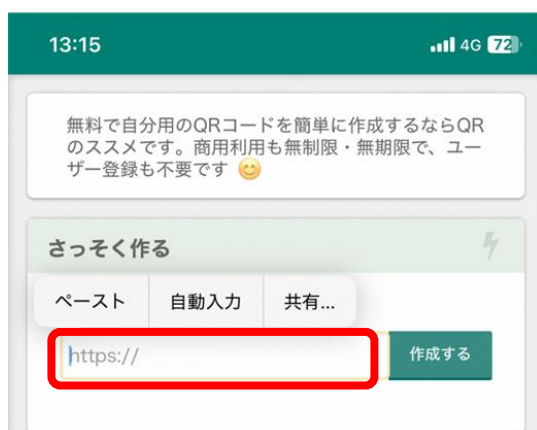 13:15 4G 72
無料で自分用のQRコードを簡単に作成するならQR
のススメです。商用利用も無制限・無期限で、ユー
ザー登録も不要です 😊
さっそく作る
ペースト 自動入力 共有...
https:// 作成する